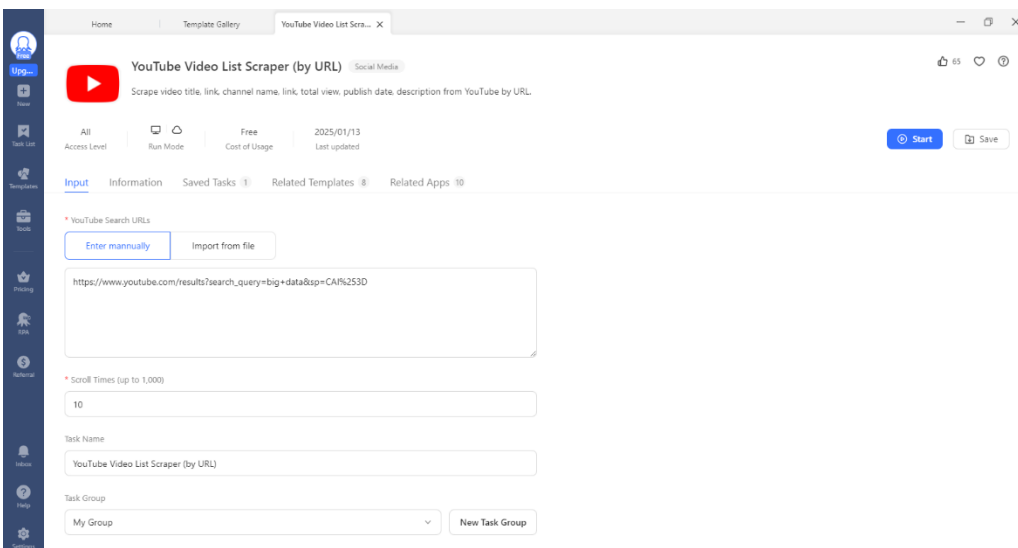 Home
Template Gallery
YouTube Video List Scra...
Free
Upg...
New
Task List
Templates
Tools
Pricing
RPA
Referral
Inbox
Help
Settings
YouTube Video List Scraper (by URL)
Social Media
65
Scrape video title, link, channel name, link, total view, publish date, description from YouTube by URL.
All
Access Level
Run Mode
Free
Cost of Usage
2025/01/13
Last updated
Start
Save
Input
Information
Saved Tasks 1
Related Templates 8
Related Apps 10
* YouTube Search URLs
Enter mannually
Import from file
https://www.youtube.com/results?search_query=big+data&sp=CAI%253D
* Scroll Times (up to 1,000)
10
Task Name
YouTube Video List Scraper (by URL)
Task Group
My Group
New Task Group